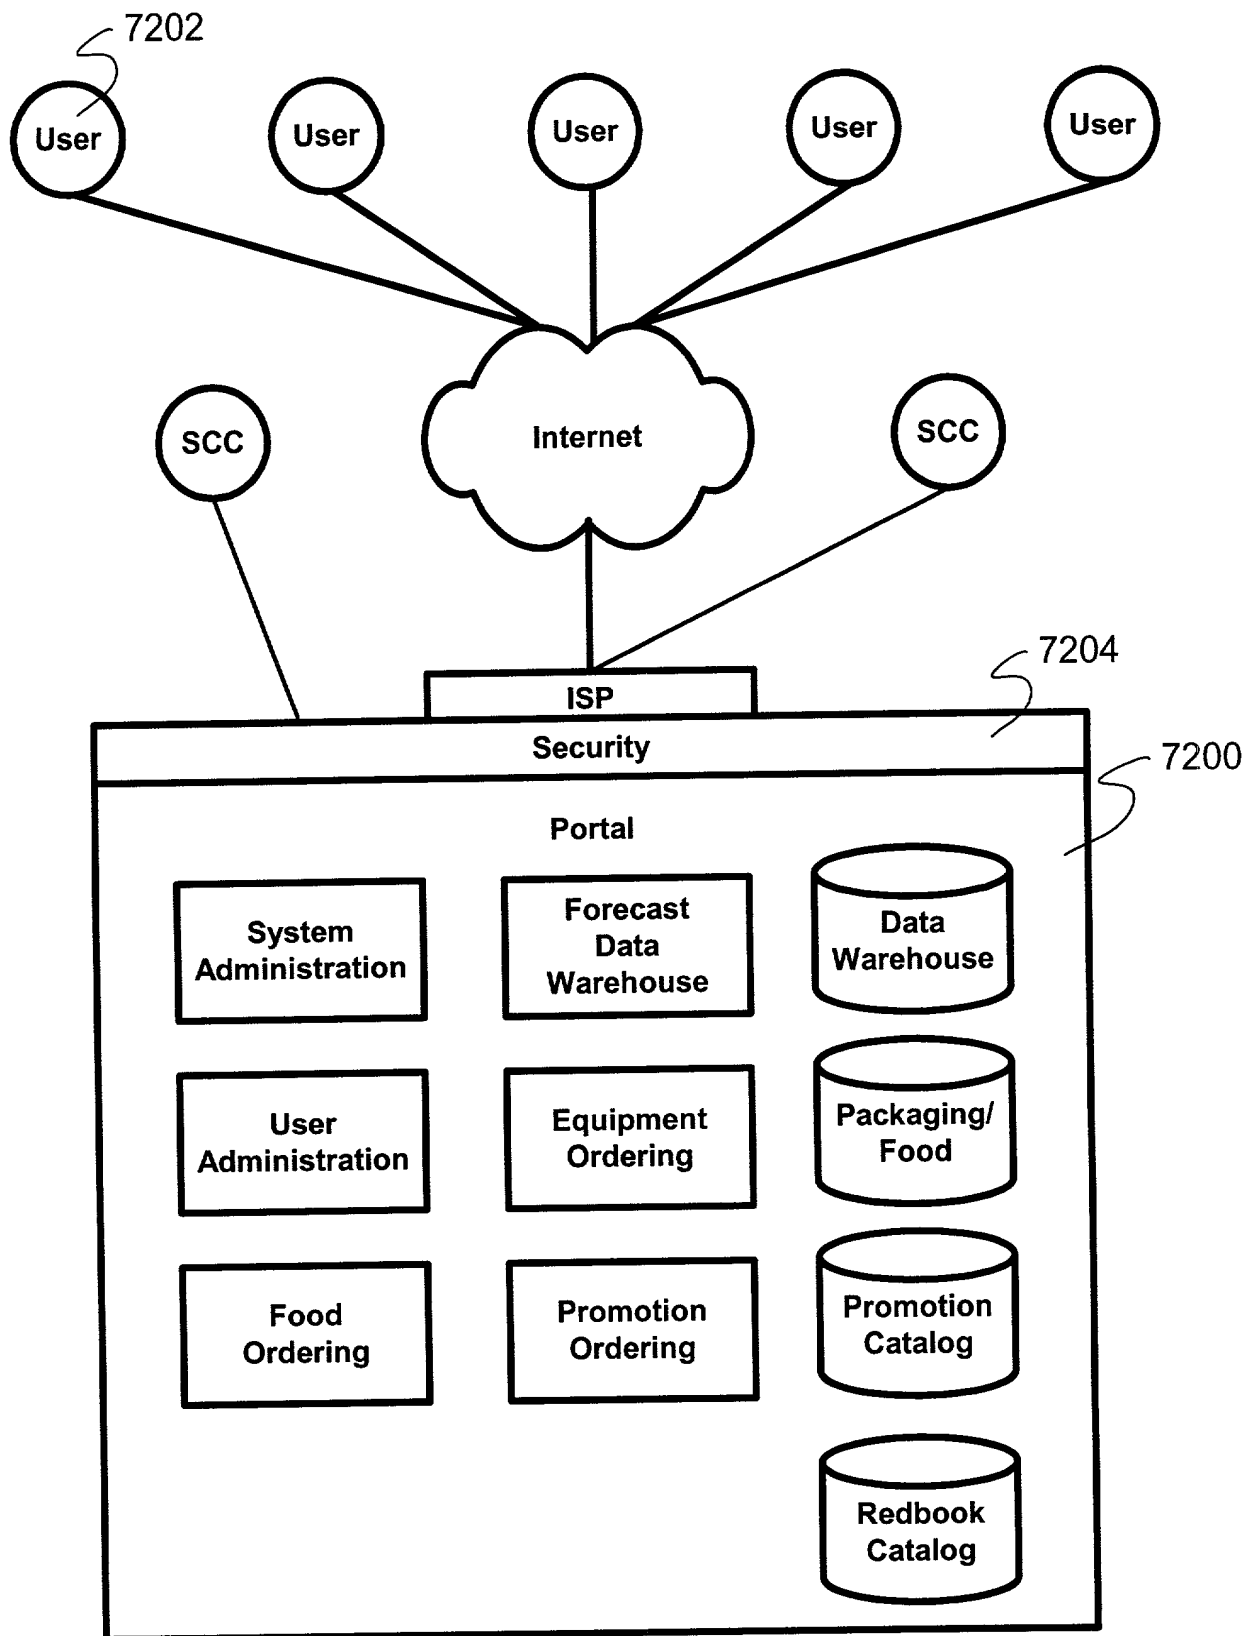 7202
User
User
User
User
User
Internet
SCC
SCC
7204
ISP
Security
7200
Portal
System
Administration
Forecast
Data
Warehouse
Data
Warehouse
User
Administration
Equipment
Ordering
Packaging/
Food
Food
Ordering
Promotion
Ordering
Promotion
Catalog
Redbook
Catalog